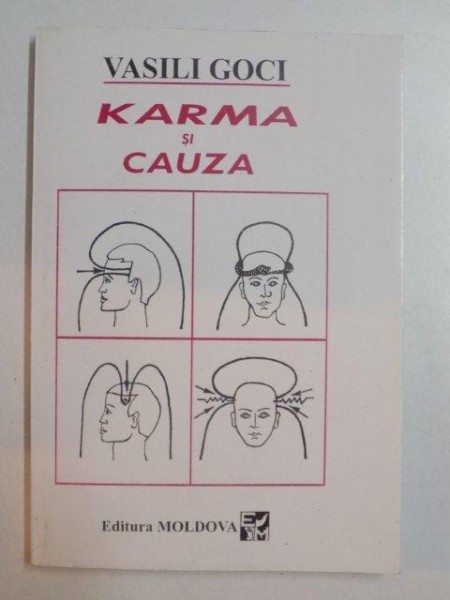 VASILI GOCI
KARMA
ȘI
CAUZA
Editura MOLDOVA
E M